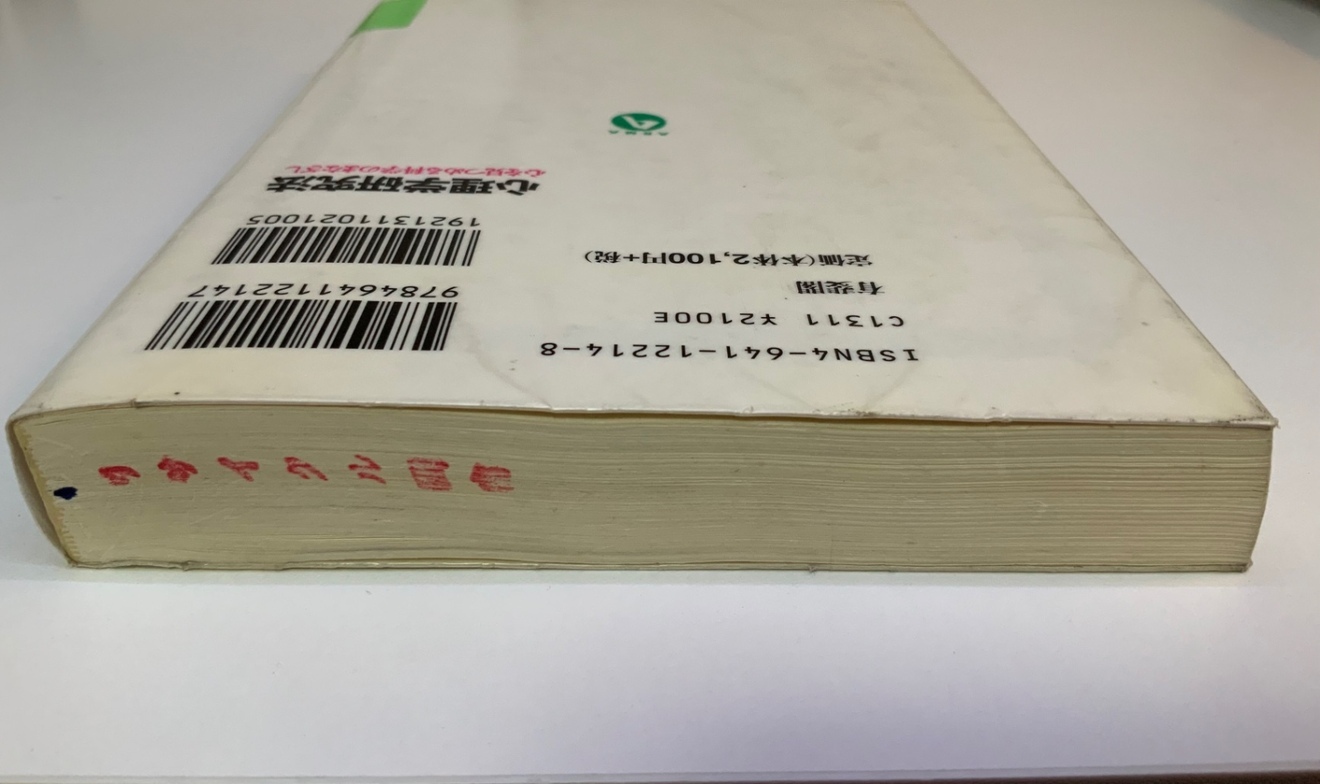 ISBN4-641-12214-8
C1311 ¥2100E
有斐閣
定価(本体2,100円+税)
9784641122147
1921311021005
心理学研究法
心を見つめる科学のまなざし
ARMA